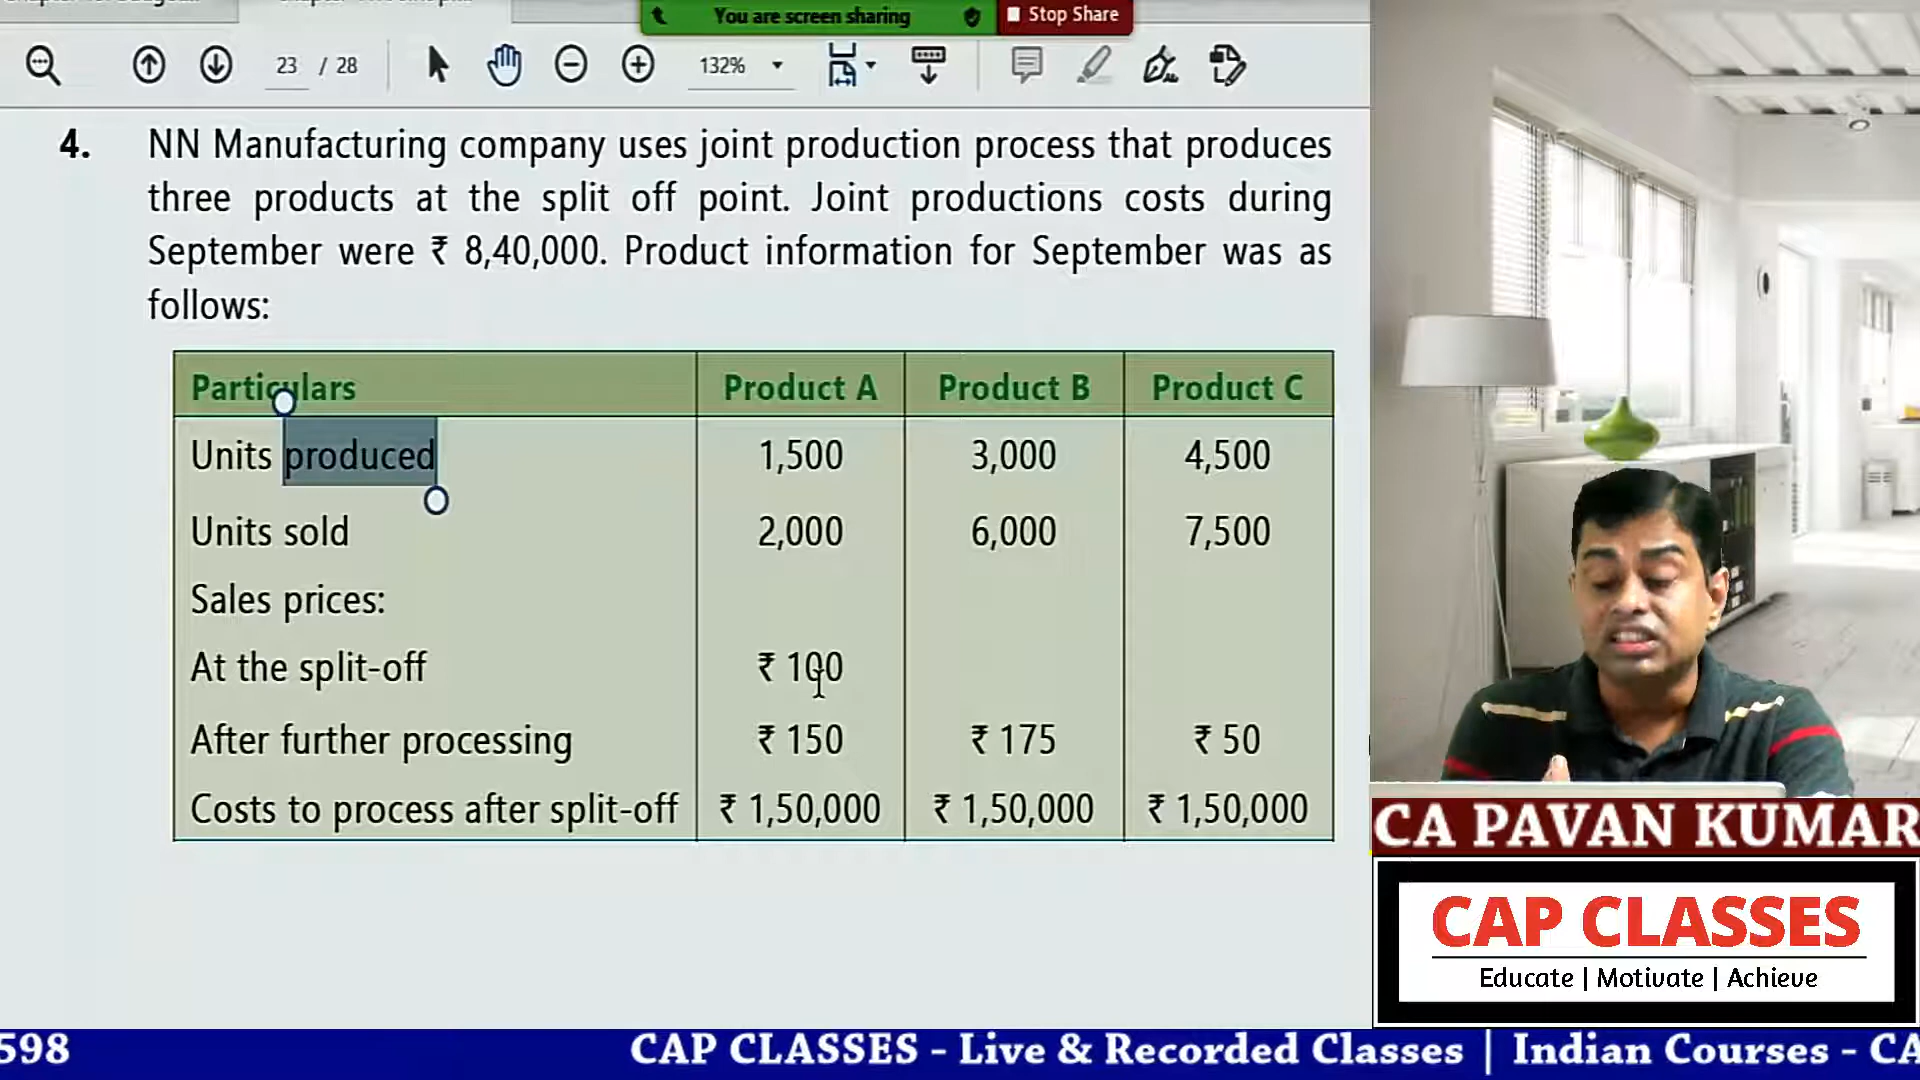 You are screen sharing
Stop Share
23 / 28
132%
4. NN Manufacturing company uses joint production process that produces
three products at the split off point. Joint productions costs during
September were ₹ 8,40,000. Product information for September was as
follows:
Particulars Product A Product B Product C
Units produced 1,500 3,000 4,500
Units sold 2,000 6,000 7,500
Sales prices:
At the split-off ₹ 100
After further processing ₹ 150 ₹ 175 ₹ 50
Costs to process after split-off ₹ 1,50,000 ₹ 1,50,000 ₹ 1,50,000
CA PAVAN KUMAR
CAP CLASSES
Educate | Motivate | Achieve
598 CAP CLASSES - Live & Recorded Classes | Indian Courses - CA